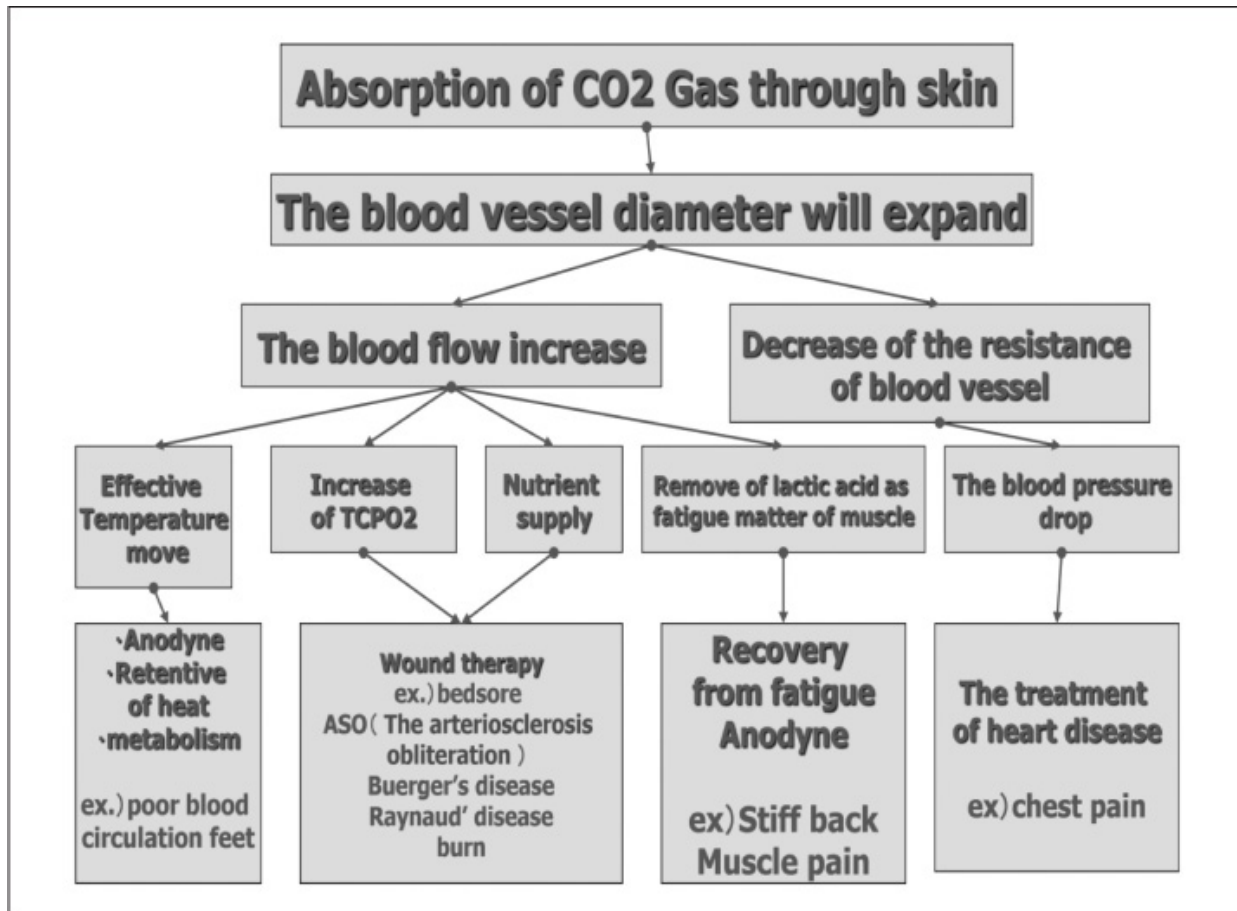 Absorption of CO2 Gas through skin
The blood vessel diameter will expand
The blood flow increase
Decrease of the resistance
of blood vessel
Effective
Temperature
move
Increase
of TCPO2
Nutrient
supply
Remove of lactic acid as
fatigue matter of muscle
The blood pressure
drop
､Anodyne
･Retentive
of heat
･metabolism
ex.)poor blood
circulation feet
Wound therapy
ex.)bedsore
ASO( The arteriosclerosis
obliteration )
Buerger's disease
Raynaud' disease
burn
Recovery
from fatigue
Anodyne
ex)Stiff back
Muscle pain
The treatment
of heart disease
ex)chest pain